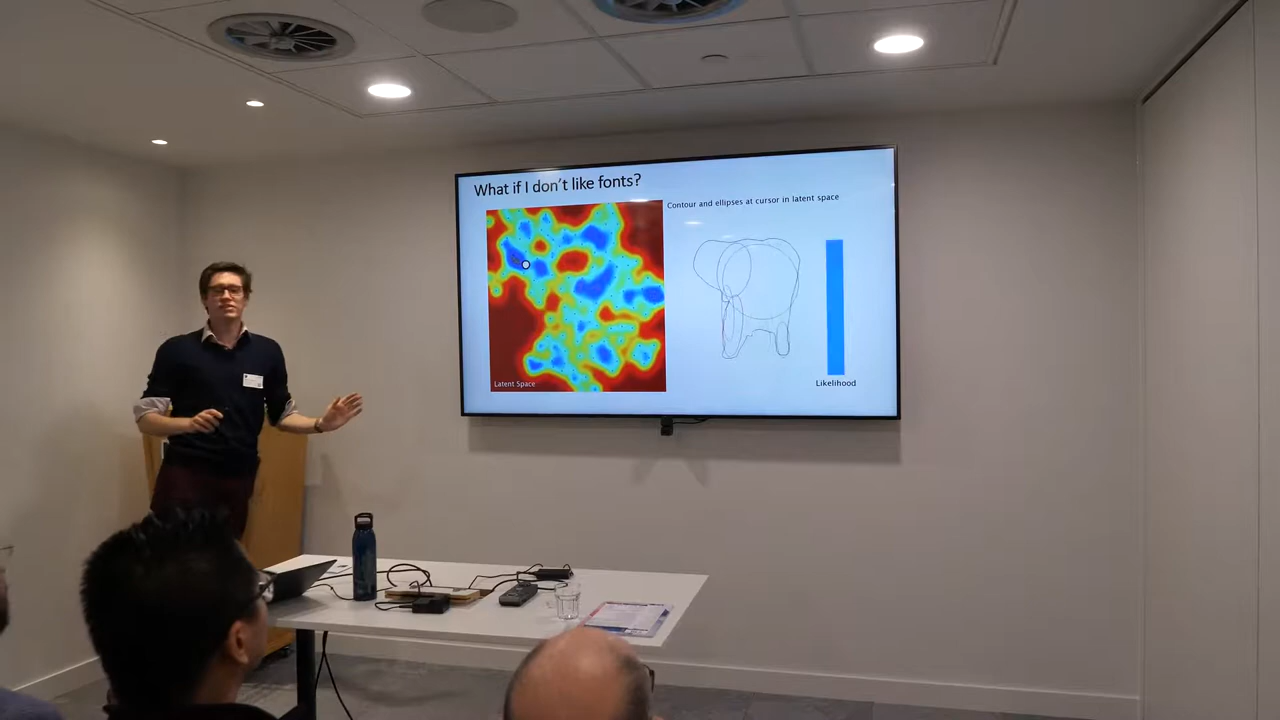 What if I don't like fonts?
Contour and ellipses at cursor in latent space
Latent Space
Likelihood